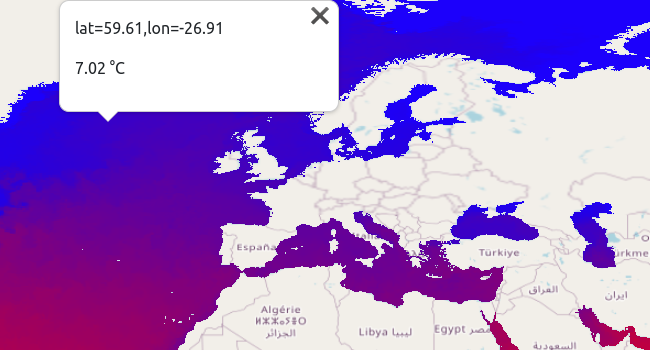 lat=59.61,lon=-26.91
7.02 °C
España
Türkiye
Algérie
ⵍⵣⵣⴰⵢⴻⵔ
الجزائر
Libya ليبيا
Egypt مصر
العراق
ایران
السعودية